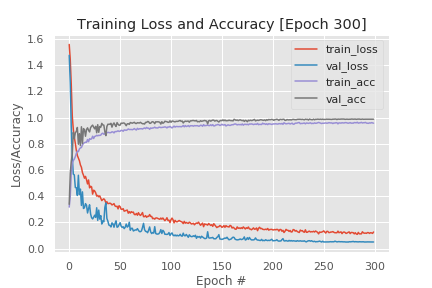 Training Loss and Accuracy [Epoch 300]
1.6
1.4
1.2
1.0
0.8
0.6
0.4
0.2
0.0
Loss/Accuracy
train_loss
val_loss
train_acc
val_acc
0 50 100 150 200 250 300
Epoch #